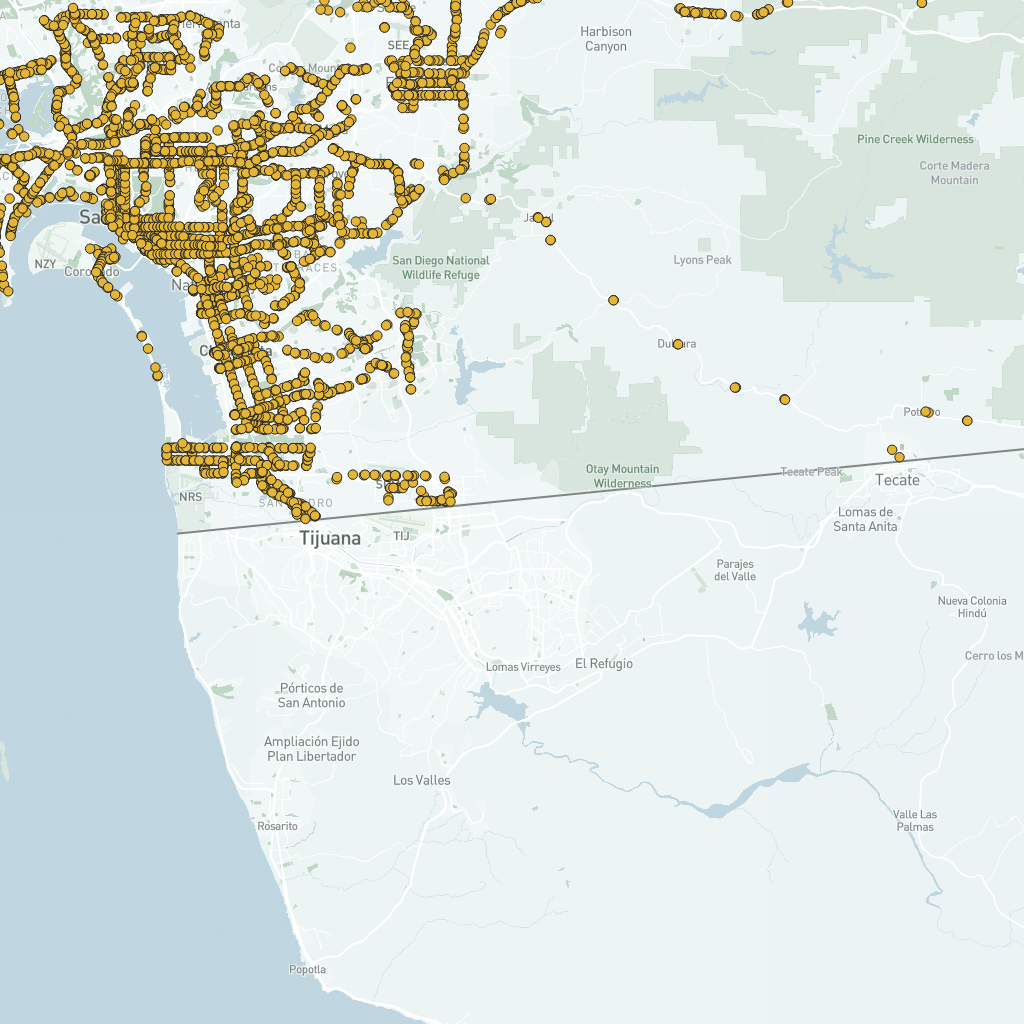 SEE
Harbison
Canyon
Pine Creek Wilderness
Corte Madera
Mountain
San Diego National
Wildlife Refuge
Lyons Peak
NZY
Otay Mountain
Wilderness
Tecate Peak
Tecate
NRS
Lomas de
Santa Anita
Tijuana
TIJ
Parajes
del Valle
Nueva Colonia
Hindú
Cerro los M
Lomas Virreyes
El Refugio
Pórticos de
San Antonio
Ampliación Ejido
Plan Libertador
Los Valles
Rosarito
Valle Las
Palmas
Popotla